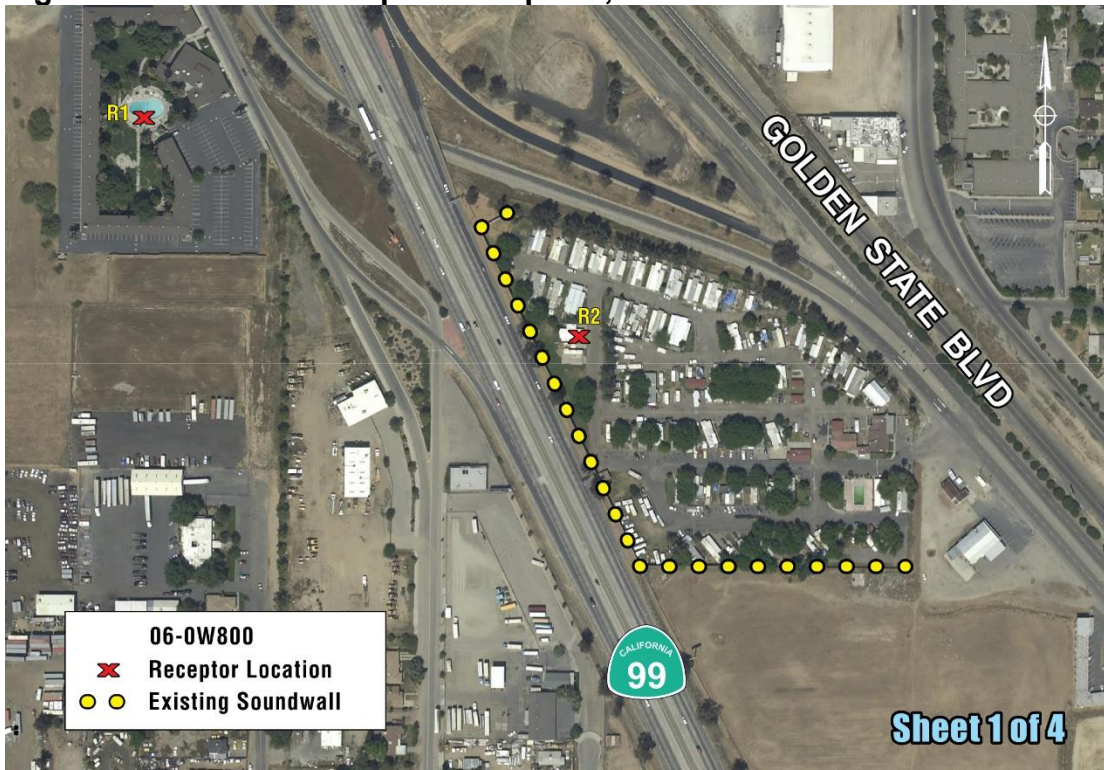 R1
GOLDEN STATE BLVD
R2
06-0W800
Receptor Location
Existing Soundwall
CALIFORNIA
99
Sheet 1 of 4